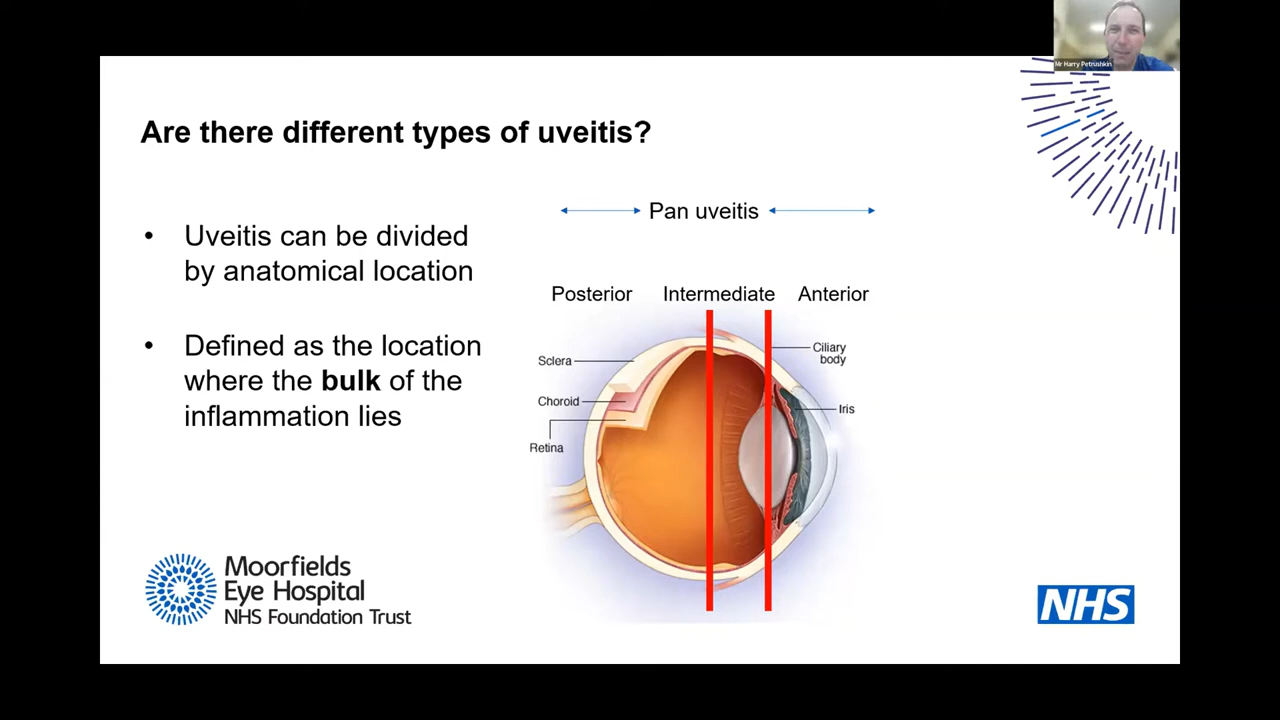 Mr Harry Petrushkin
Are there different types of uveitis?
• Uveitis can be divided
by anatomical location
• Defined as the location
where the bulk of the
inflammation lies
Pan uveitis
Posterior Intermediate Anterior
Sclera
Choroid
Retina
Ciliary
body
Iris
Moorfields
Eye Hospital
NHS Foundation Trust
NHS